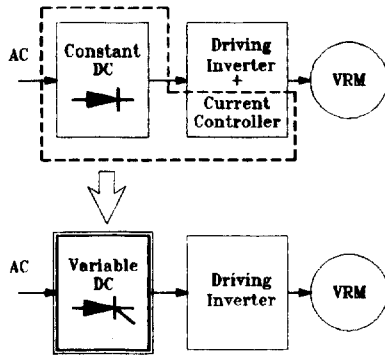 Constant
DC
AC
Driving
Inverter
+
Current
Controller
VRM
Variable
DC
AC
Driving
Inverter
VRM